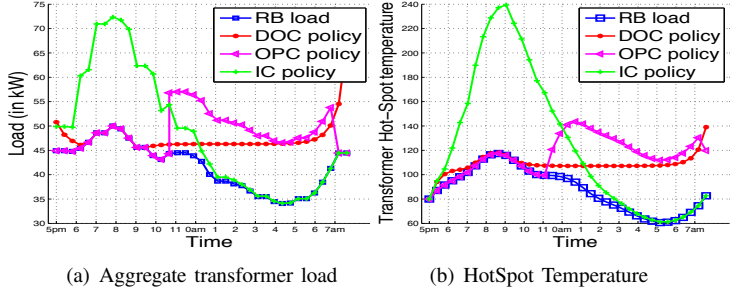 75
70
65
60
55
50
45
40
35
30
5pm 6 7 8 9 10 11 0am 1 2 3 4 5 6 7am
Time
Load (in kW)
RB load
DOC policy
OPC policy
IC policy
(a) Aggregate transformer load
240
220
200
180
160
140
120
100
80
60
5pm 6 7 8 9 10 11 0am 1 2 3 4 5 6 7am
Time
Transformer Hot−Spot temperature
RB load
DOC policy
OPC policy
IC policy
(b) HotSpot Temperature